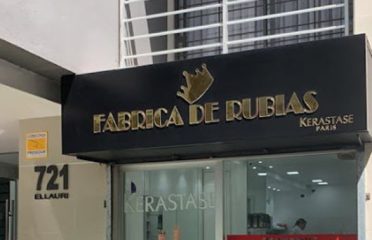 FABRICA DE RUBIAS
KERASTASE
PARIS
721
ELLAURI
KERASTASE